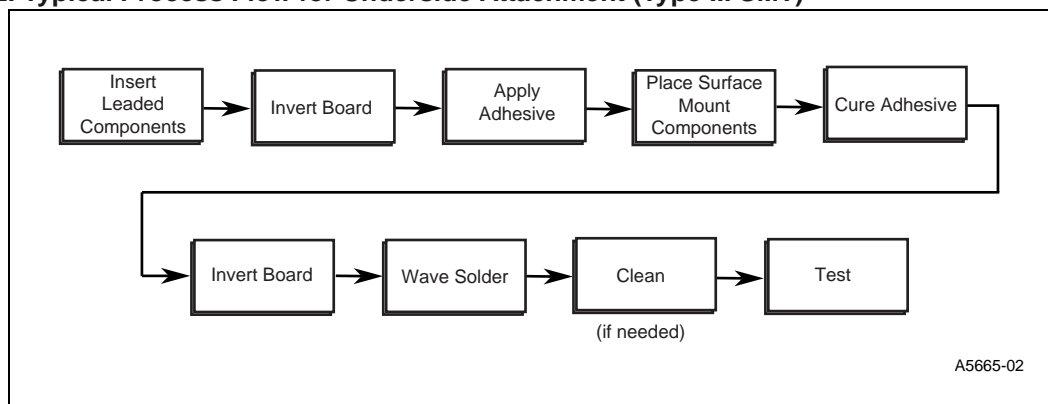 Typical Process Flow for Underside Attachment (Type III SMT)
Insert
Leaded
Components
Invert Board
Apply
Adhesive
Place Surface
Mount
Components
Cure Adhesive
Invert Board
Wave Solder
Clean
Test
(if needed)
A5665-02